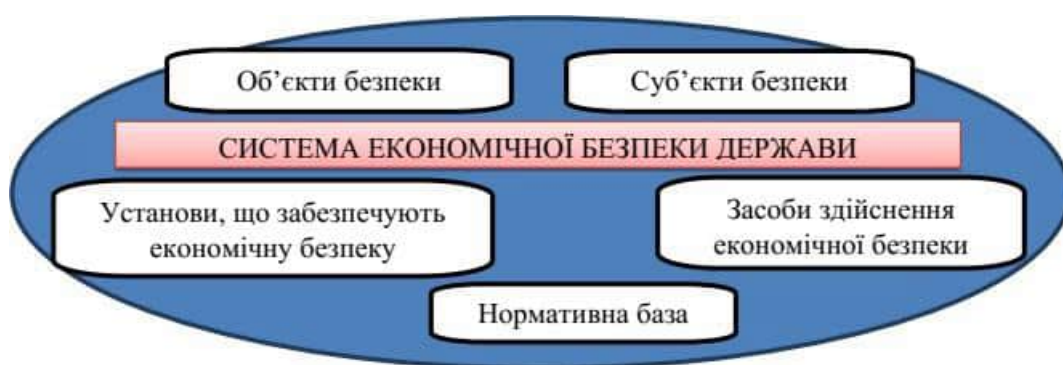 Об’єкти безпеки
Суб’єкти безпеки
СИСТЕМА ЕКОНОМІЧНОЇ БЕЗПЕКИ ДЕРЖАВИ
Установи, що забезпечують
економічну безпеку
Засоби здійснення
економічної безпеки
Нормативна база